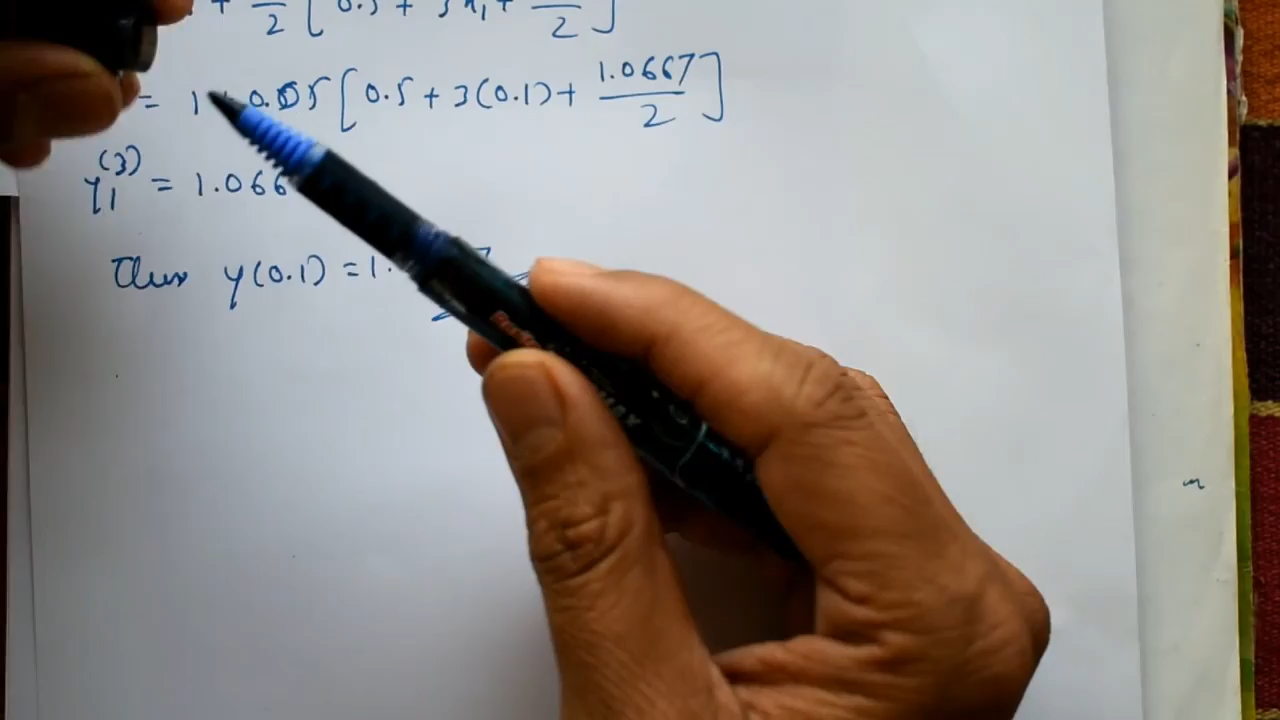 + /2 [ 0.5 + 3x₁ + /2 ]
= 1 + 0.05 [ 0.5 + 3(0.1) + 1.0667/2 ]
y₁⁽³⁾ = 1.066
Thus y(0.1) = 1.